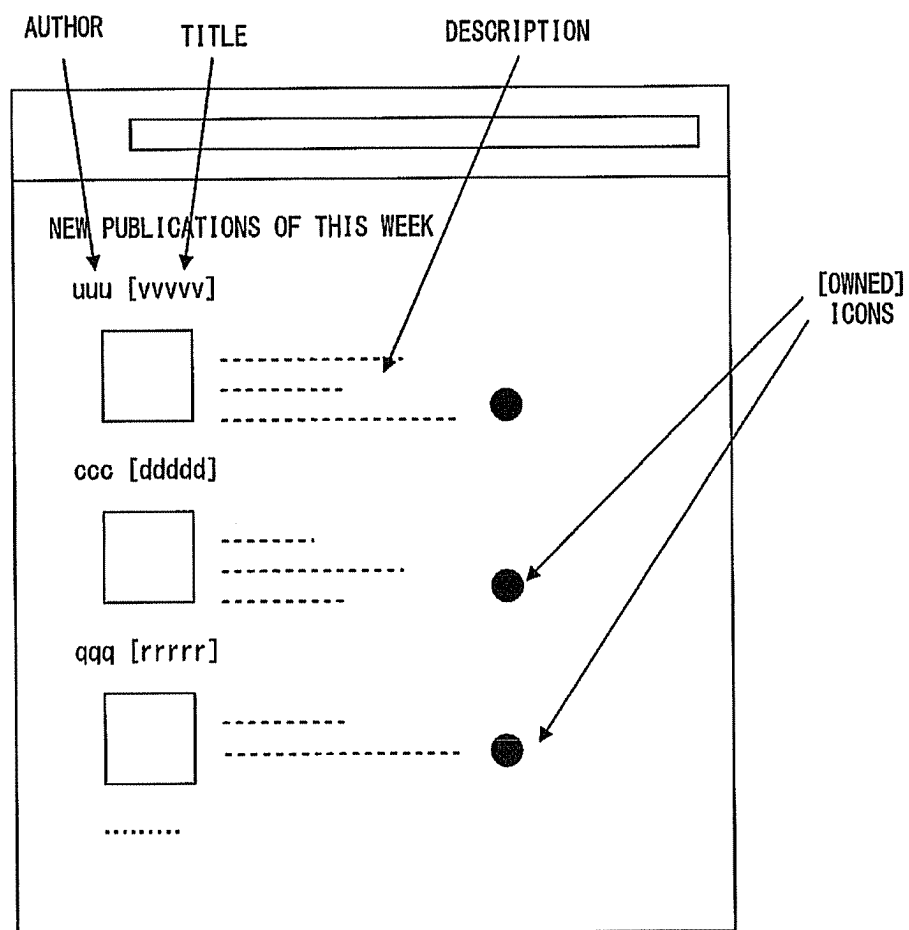 AUTHOR
TITLE
DESCRIPTION
NEW PUBLICATIONS OF THIS WEEK
uuu [vvvvv]
[OWNED]
ICONS
ccc [ddddd]
qqq [rrrrr]